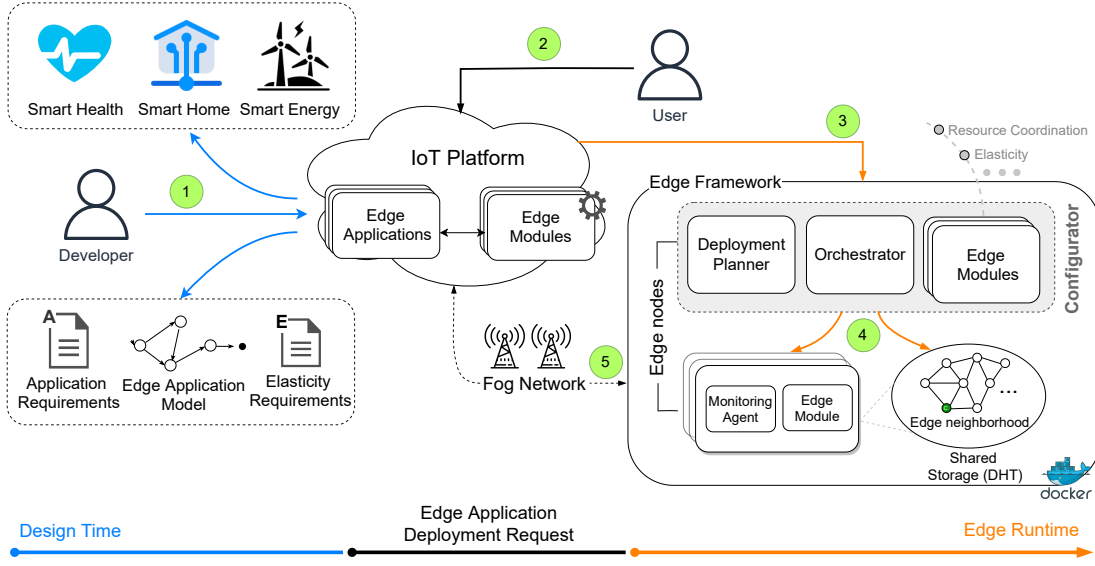 Smart Health
Smart Home
Smart Energy
2
User
3
Resource Coordination
Elasticity
IoT Platform
Edge
Applications
Edge
Modules
1
Developer
Edge Framework
Deployment
Planner
Orchestrator
Edge
Modules
Configurator
Edge nodes
4
A
Application
Requirements
Edge Application
Model
E
Elasticity
Requirements
Fog Network
5
Monitoring
Agent
Edge
Module
...
Edge neighborhood
Shared
Storage (DHT)
docker
Design Time
Edge Application
Deployment Request
Edge Runtime